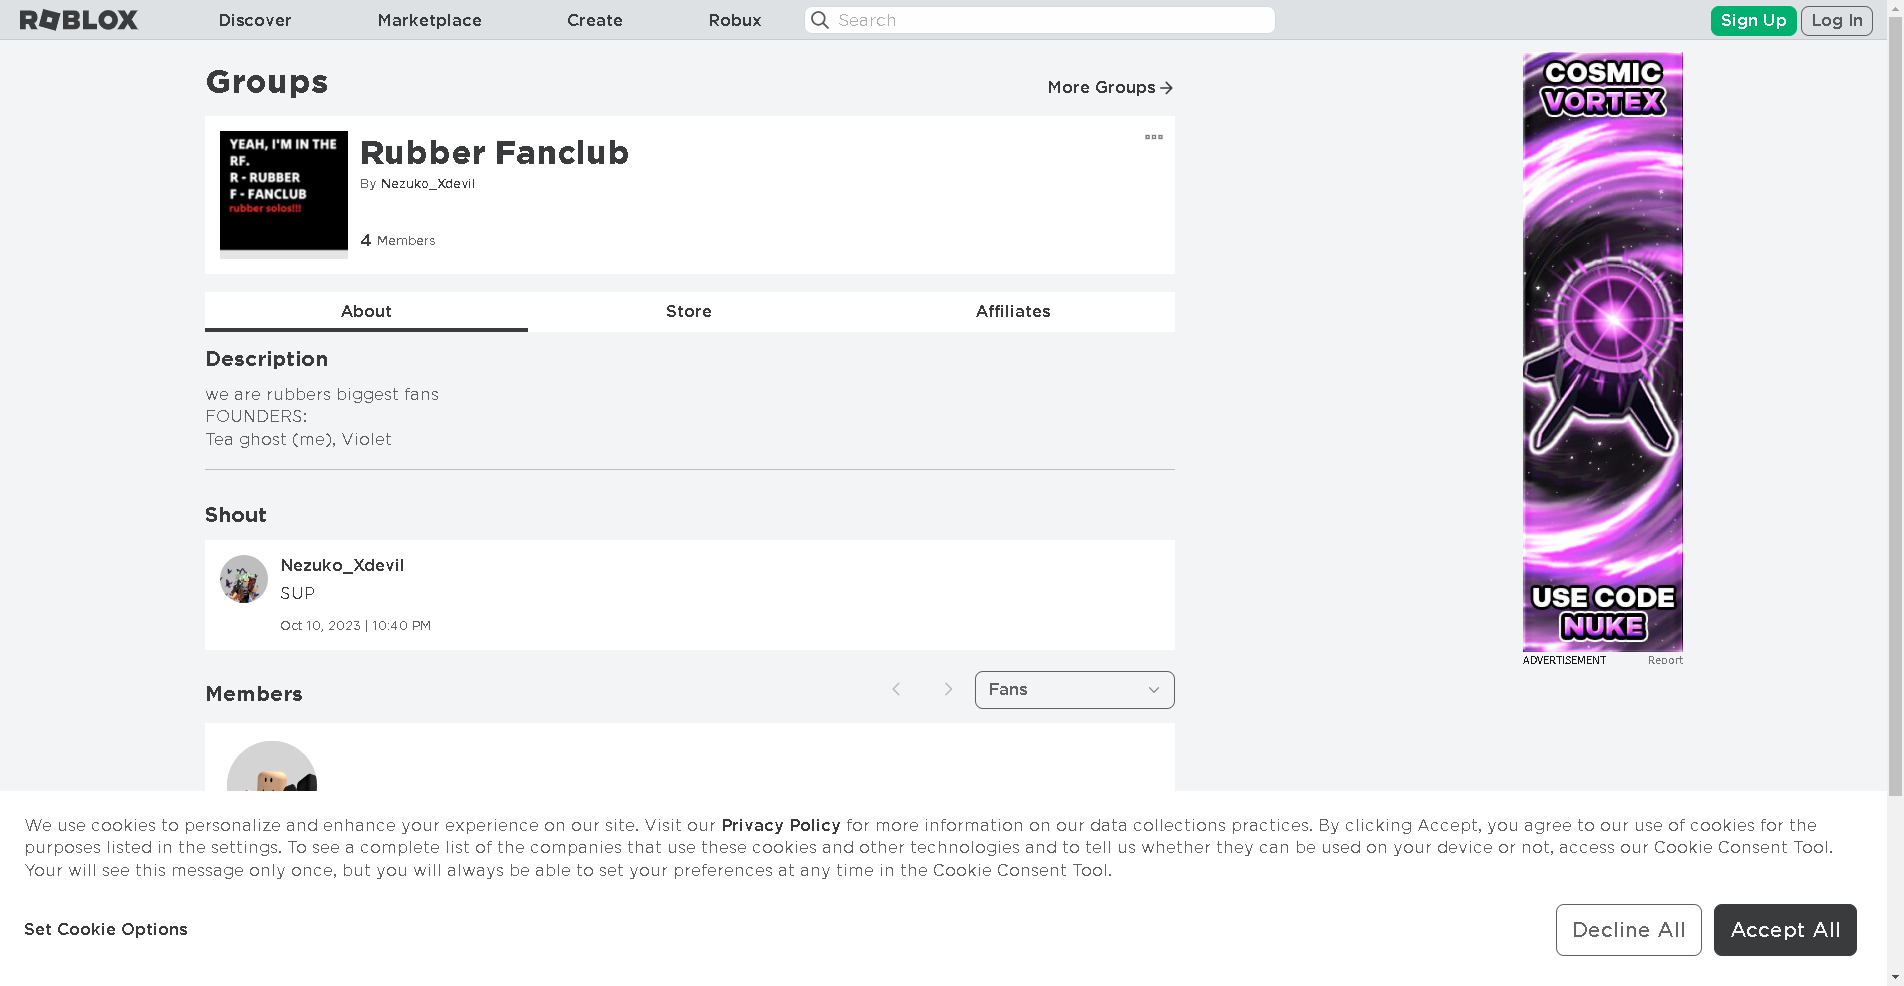 ROBLOX
Discover
Marketplace
Create
Robux
Search
Sign Up
Log In
Groups
More Groups
YEAH, I'M IN THE
RF.
R - RUBBER
F - FANCLUB
rubber solos!!!
Rubber Fanclub
By Nezuko_Xdevil
4 Members
About
Store
Affiliates
Description
we are rubbers biggest fans
FOUNDERS:
Tea ghost (me), Violet
Shout
Nezuko_Xdevil
SUP
Oct 10, 2023 | 10:40 PM
Members
Fans
COSMIC
VORTEX
USE CODE
NUKE
ADVERTISEMENT
Report
We use cookies to personalize and enhance your experience on our site. Visit our Privacy Policy for more information on our data collections practices. By clicking Accept, you agree to our use of cookies for the
purposes listed in the settings. To see a complete list of the companies that use these cookies and other technologies and to tell us whether they can be used on your device or not, access our Cookie Consent Tool.
Your will see this message only once, but you will always be able to set your preferences at any time in the Cookie Consent Tool.
Set Cookie Options
Decline All
Accept All